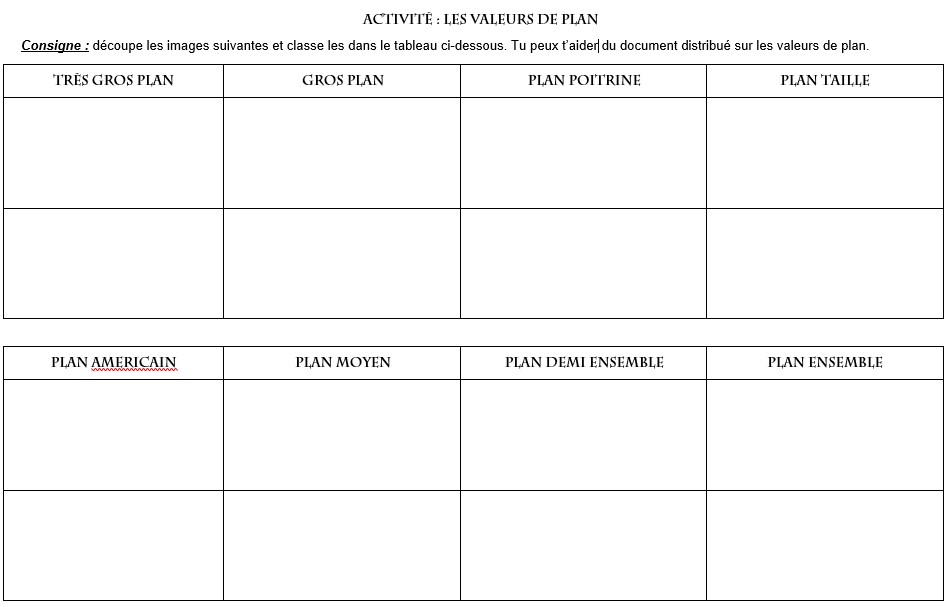 ACTIVITÉ : LES VALEURS DE PLAN
Consigne : découpe les images suivantes et classe les dans le tableau ci-dessous. Tu peux t’aider du document distribué sur les valeurs de plan.
TRÈS GROS PLAN GROS PLAN PLAN POITRINE PLAN TAILLE
PLAN AMERICAIN PLAN MOYEN PLAN DEMI ENSEMBLE PLAN ENSEMBLE